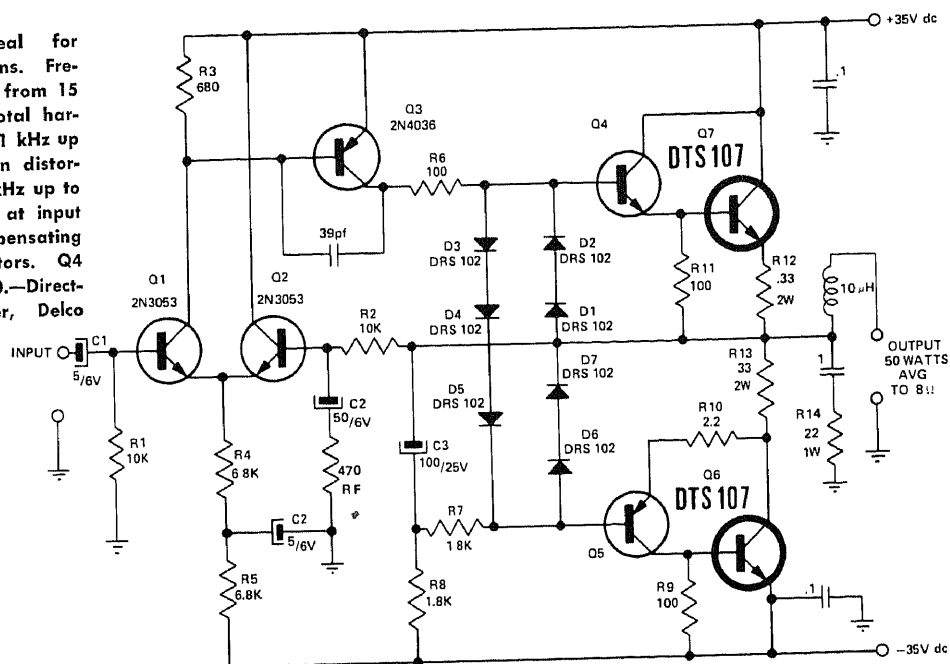 eal for
ns. Fre-
from 15
otal har-
1 kHz up
n distor-
kHz up to
at input
pensating
tors. Q4
).—Direct-
er, Delco
+35V dc
R3
680
.1
Q3
2N4036
Q4
Q7
DTS 107
R6
100
39pf
D3
DRS 102
D2
DRS 102
R11
100
R12
.33
2W
10 μH
Q1
2N3053
Q2
2N3053
D4
DRS 102
D1
DRS 102
R2
10K
INPUT
C1
5/6V
OUTPUT
50 WATTS
AVG
TO 8Ω
R13
33
2W
1
D5
DRS 102
D7
DRS 102
R10
2.2
R14
22
1W
C2
50/6V
R1
10K
R4
6 8K
470
RF
C3
100/25V
D6
DRS 102
Q6
DTS 107
R7
1 8K
Q5
C2
5/6V
R5
6.8K
R8
1.8K
R9
100
.1
−35V dc